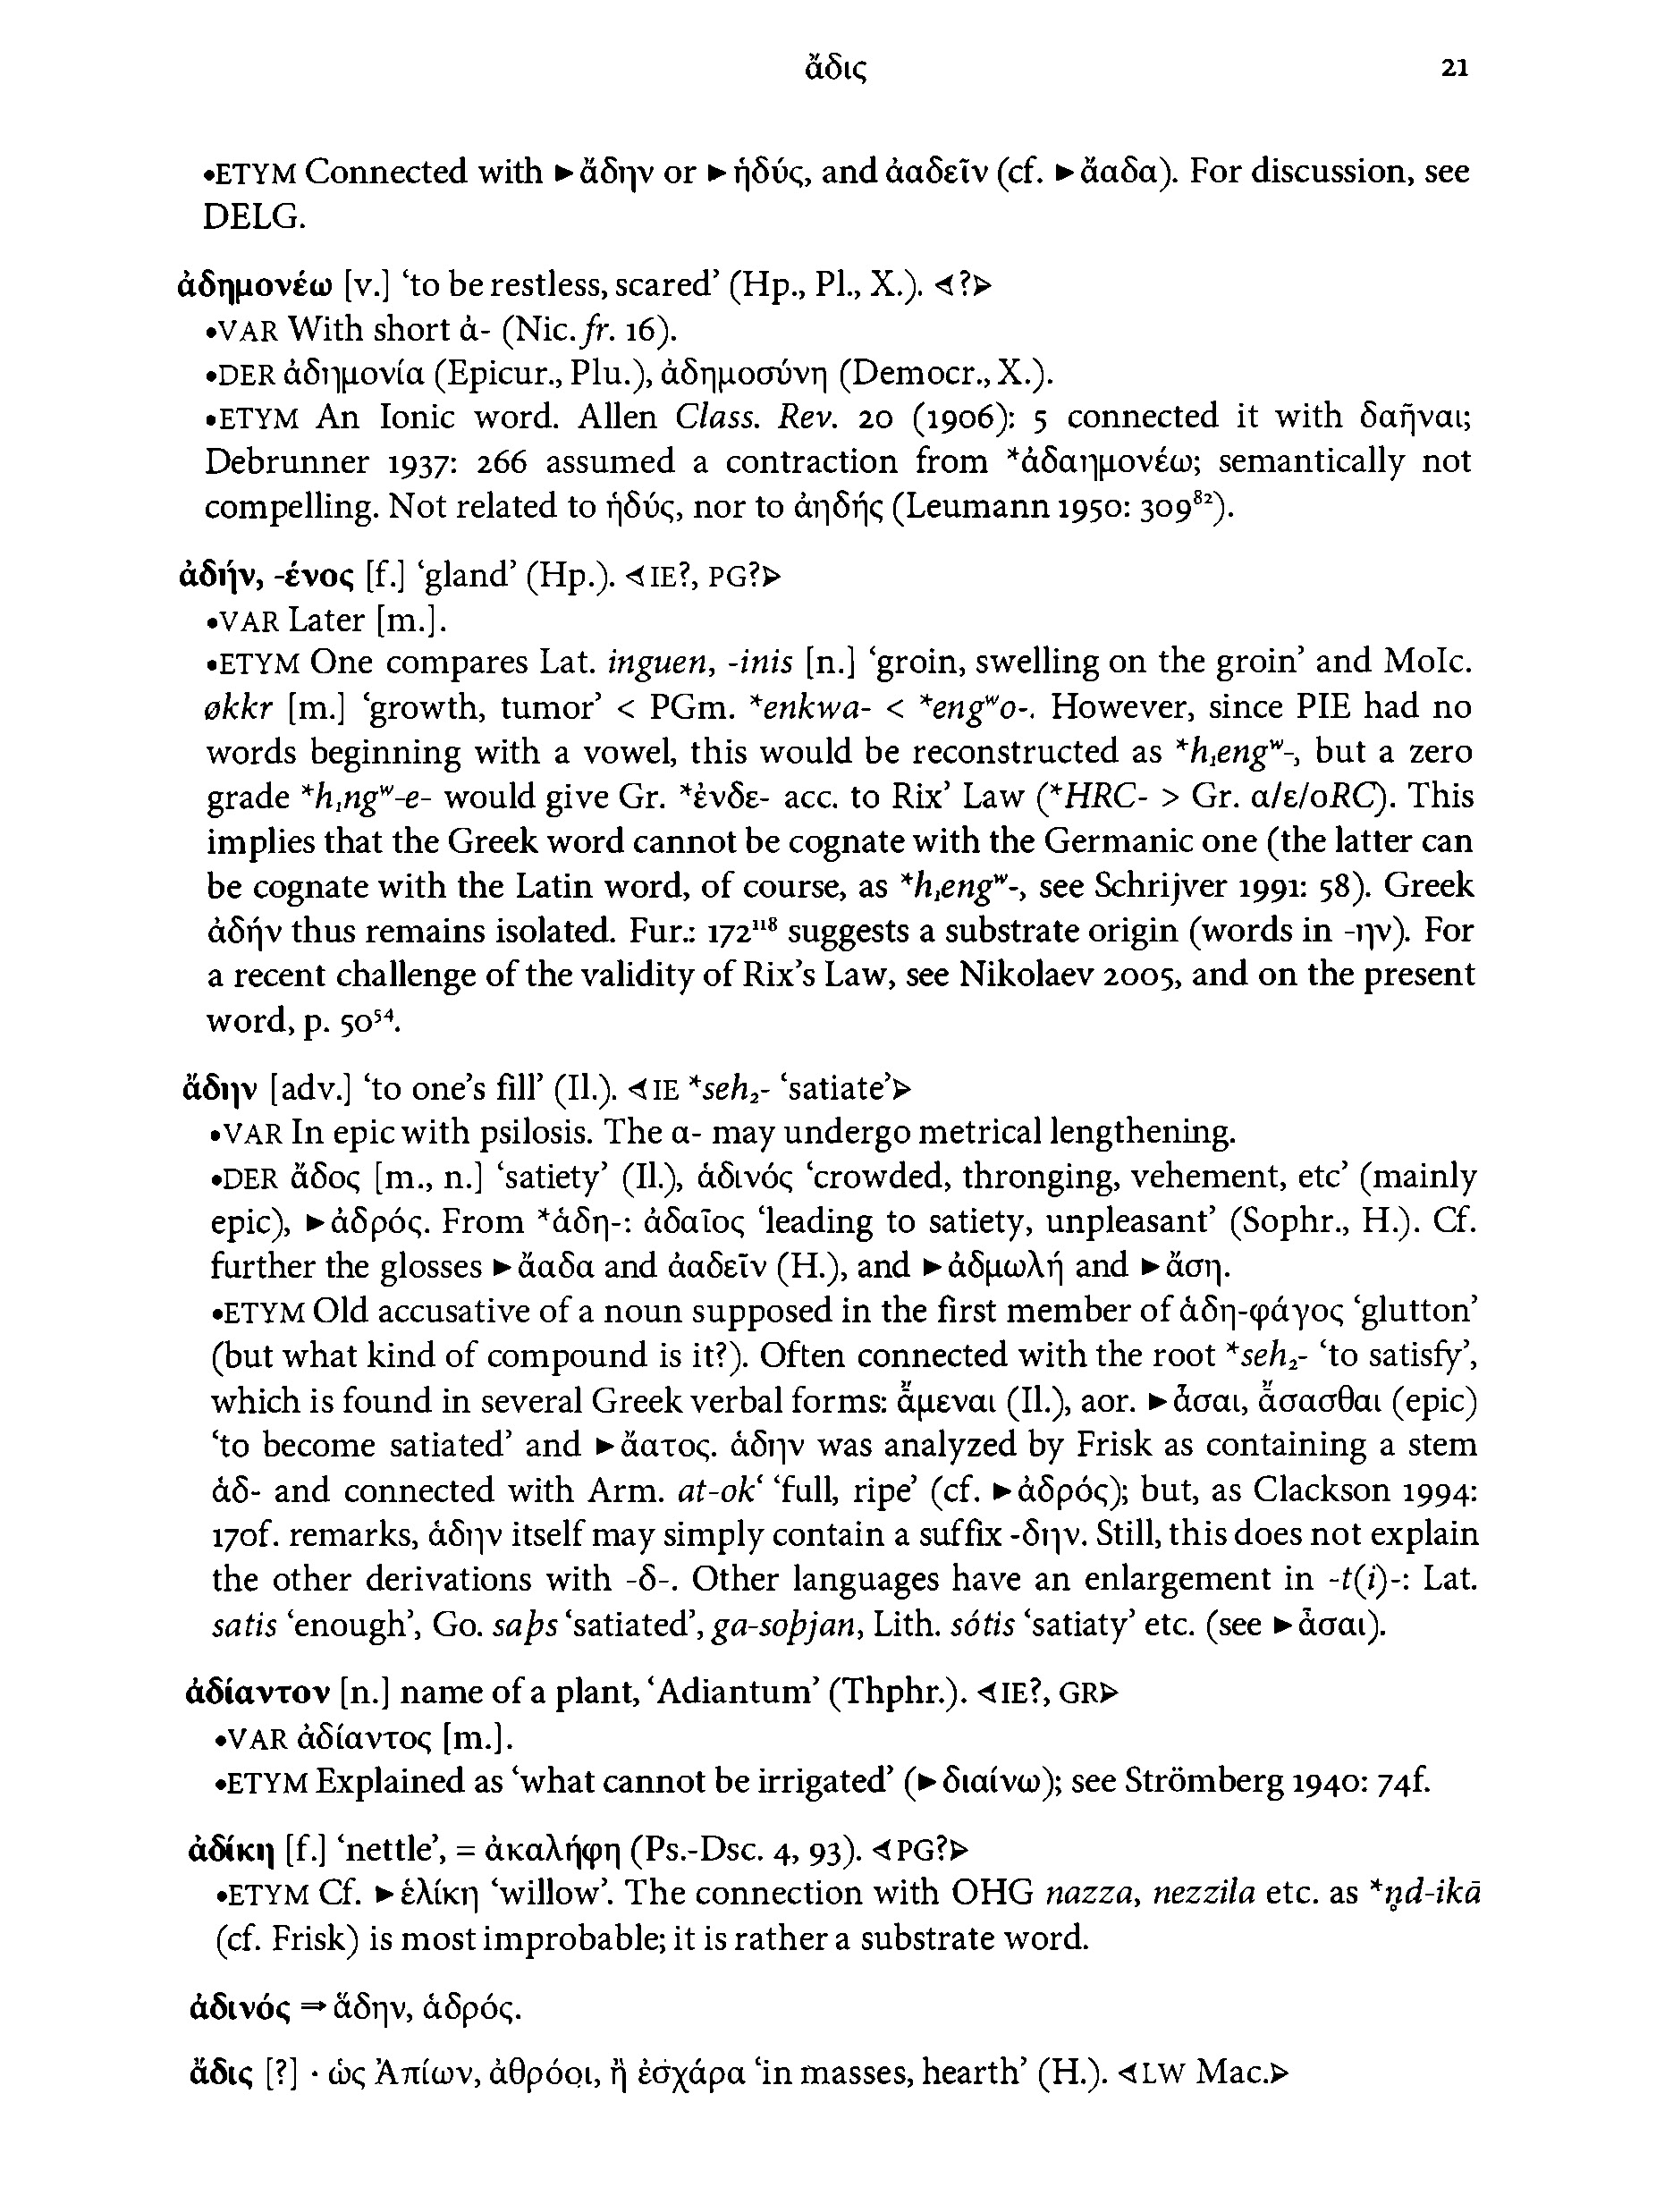 ἄδις 21
•ETYM Connected with ►ἄδην or ►ἡδύς, and ἀαδεῖν (cf. ►ἄαδα). For discussion, see
DELG.
ἀδημονέω [v.] ‘to be restless, scared’ (Hp., Pl., X.). ⊲?⊳
•VAR With short ἀ- (Nic. fr. 16).
•DER ἀδημονία (Epicur., Plu.), ἀδημοσύνη (Democr., X.).
•ETYM An Ionic word. Allen Class. Rev. 20 (1906): 5 connected it with δαῆναι;
Debrunner 1937: 266 assumed a contraction from *ἀδαημονέω; semantically not
compelling. Not related to ἡδύς, nor to ἀηδής (Leumann 1950: 309⁸²).
ἀδήν, -ένος [f.] ‘gland’ (Hp.). ⊲IE?, PG?⊳
•VAR Later [m.].
•ETYM One compares Lat. inguen, -inis [n.] ‘groin, swelling on the groin’ and MoIc.
økkr [m.] ‘growth, tumor’ < PGm. *enkwa- < *engʷo-. However, since PIE had no
words beginning with a vowel, this would be reconstructed as *h₁engʷ-, but a zero
grade *h₁ngʷ-e- would give Gr. *ἐνδε- acc. to Rix’ Law (*HRC- > Gr. α/ε/οRC). This
implies that the Greek word cannot be cognate with the Germanic one (the latter can
be cognate with the Latin word, of course, as *h₁engʷ-, see Schrijver 1991: 58). Greek
ἀδήν thus remains isolated. Fur.: 172¹¹⁸ suggests a substrate origin (words in -ην). For
a recent challenge of the validity of Rix’s Law, see Nikolaev 2005, and on the present
word, p. 50⁵⁴.
ἄδην [adv.] ‘to one’s fill’ (Il.). ⊲IE *seh₂- ‘satiate’⊳
•VAR In epic with psilosis. The α- may undergo metrical lengthening.
•DER ἄδος [m., n.] ‘satiety’ (Il.), ἁδινός ‘crowded, thronging, vehement, etc’ (mainly
epic), ►ἁδρός. From *ἀδη-: ἀδαῖος ‘leading to satiety, unpleasant’ (Sophr., H.). Cf.
further the glosses ►ἄαδα and ἀαδεῖν (H.), and ►ἀδμωλή and ►ἄση.
•ETYM Old accusative of a noun supposed in the first member of ἀδη-φάγος ‘glutton’
(but what kind of compound is it?). Often connected with the root *seh₂- ‘to satisfy’,
which is found in several Greek verbal forms: ἄμεναι (Il.), aor. ►ἆσαι, ἄσασθαι (epic)
‘to become satiated’ and ►ἄατος. ἄδην was analyzed by Frisk as containing a stem
ἁδ- and connected with Arm. at-ok‘ ‘full, ripe’ (cf. ►ἁδρός); but, as Clackson 1994:
170f. remarks, ἄδην itself may simply contain a suffix -δην. Still, this does not explain
the other derivations with -δ-. Other languages have an enlargement in -t(i)-: Lat.
satis ‘enough’, Go. saþs ‘satiated’, ga-soþjan, Lith. sótis ‘satiaty’ etc. (see ►ἆσαι).
ἀδίαντον [n.] name of a plant, ‘Adiantum’ (Thphr.). ⊲IE?, GR⊳
•VAR ἀδίαντος [m.].
•ETYM Explained as ‘what cannot be irrigated’ (►διαίνω); see Strömberg 1940: 74f.
ἀδίκη [f.] ‘nettle’, = ἀκαλήφη (Ps.-Dsc. 4, 93). ⊲PG?⊳
•ETYM Cf. ►ἑλίκη ‘willow’. The connection with OHG nazza, nezzila etc. as *n̥d-ikā
(cf. Frisk) is most improbable; it is rather a substrate word.
ἁδινός ⇒ ἄδην, ἁδρός.
ἄδις [?] · ὡς Ἀπίων, ἀθρόοι, ἢ ἐσχάρα ‘in masses, hearth’ (H.). ⊲LW Mac.⊳